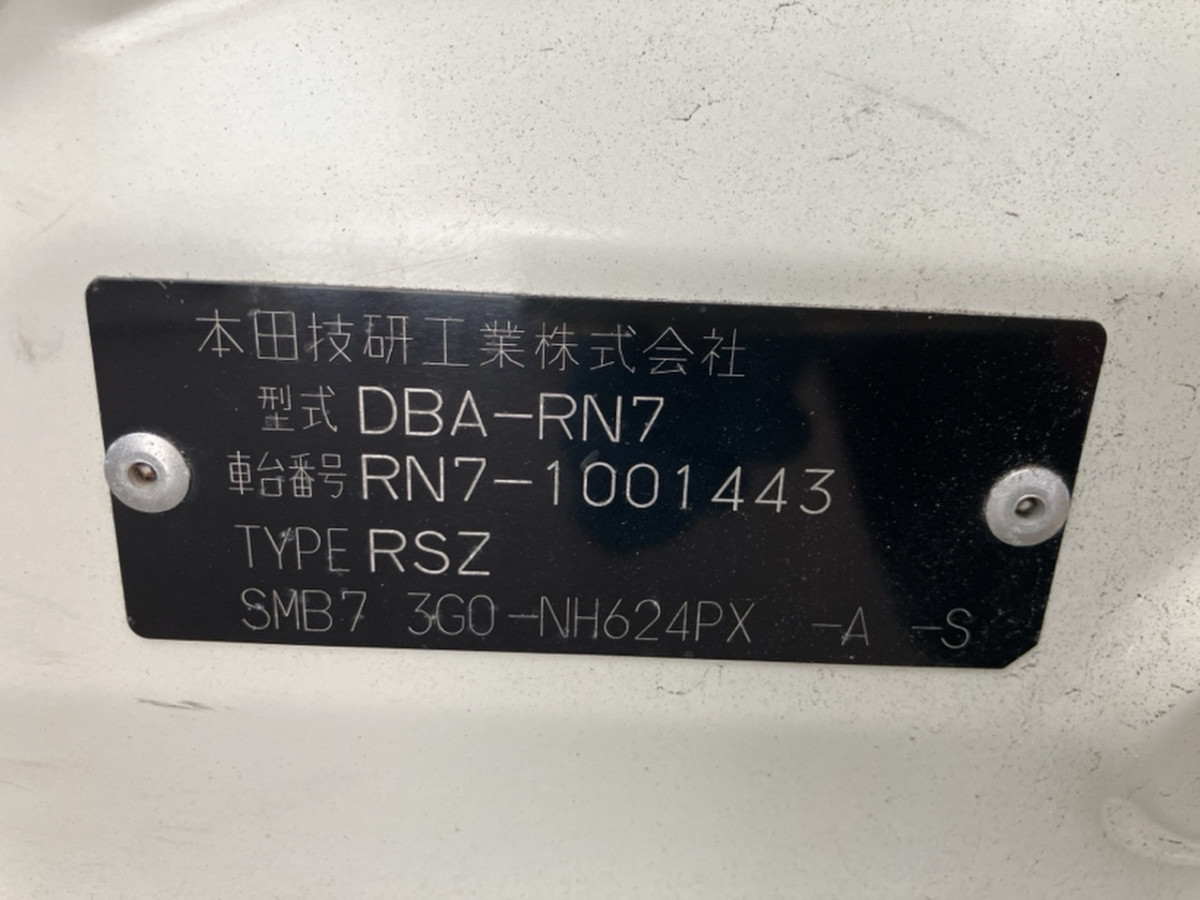 本田技研工業株式会社
型式 DBA-RN7
車台番号 RN7-1001443
TYPE RSZ
SMB7 3G0-NH624PX -A -S